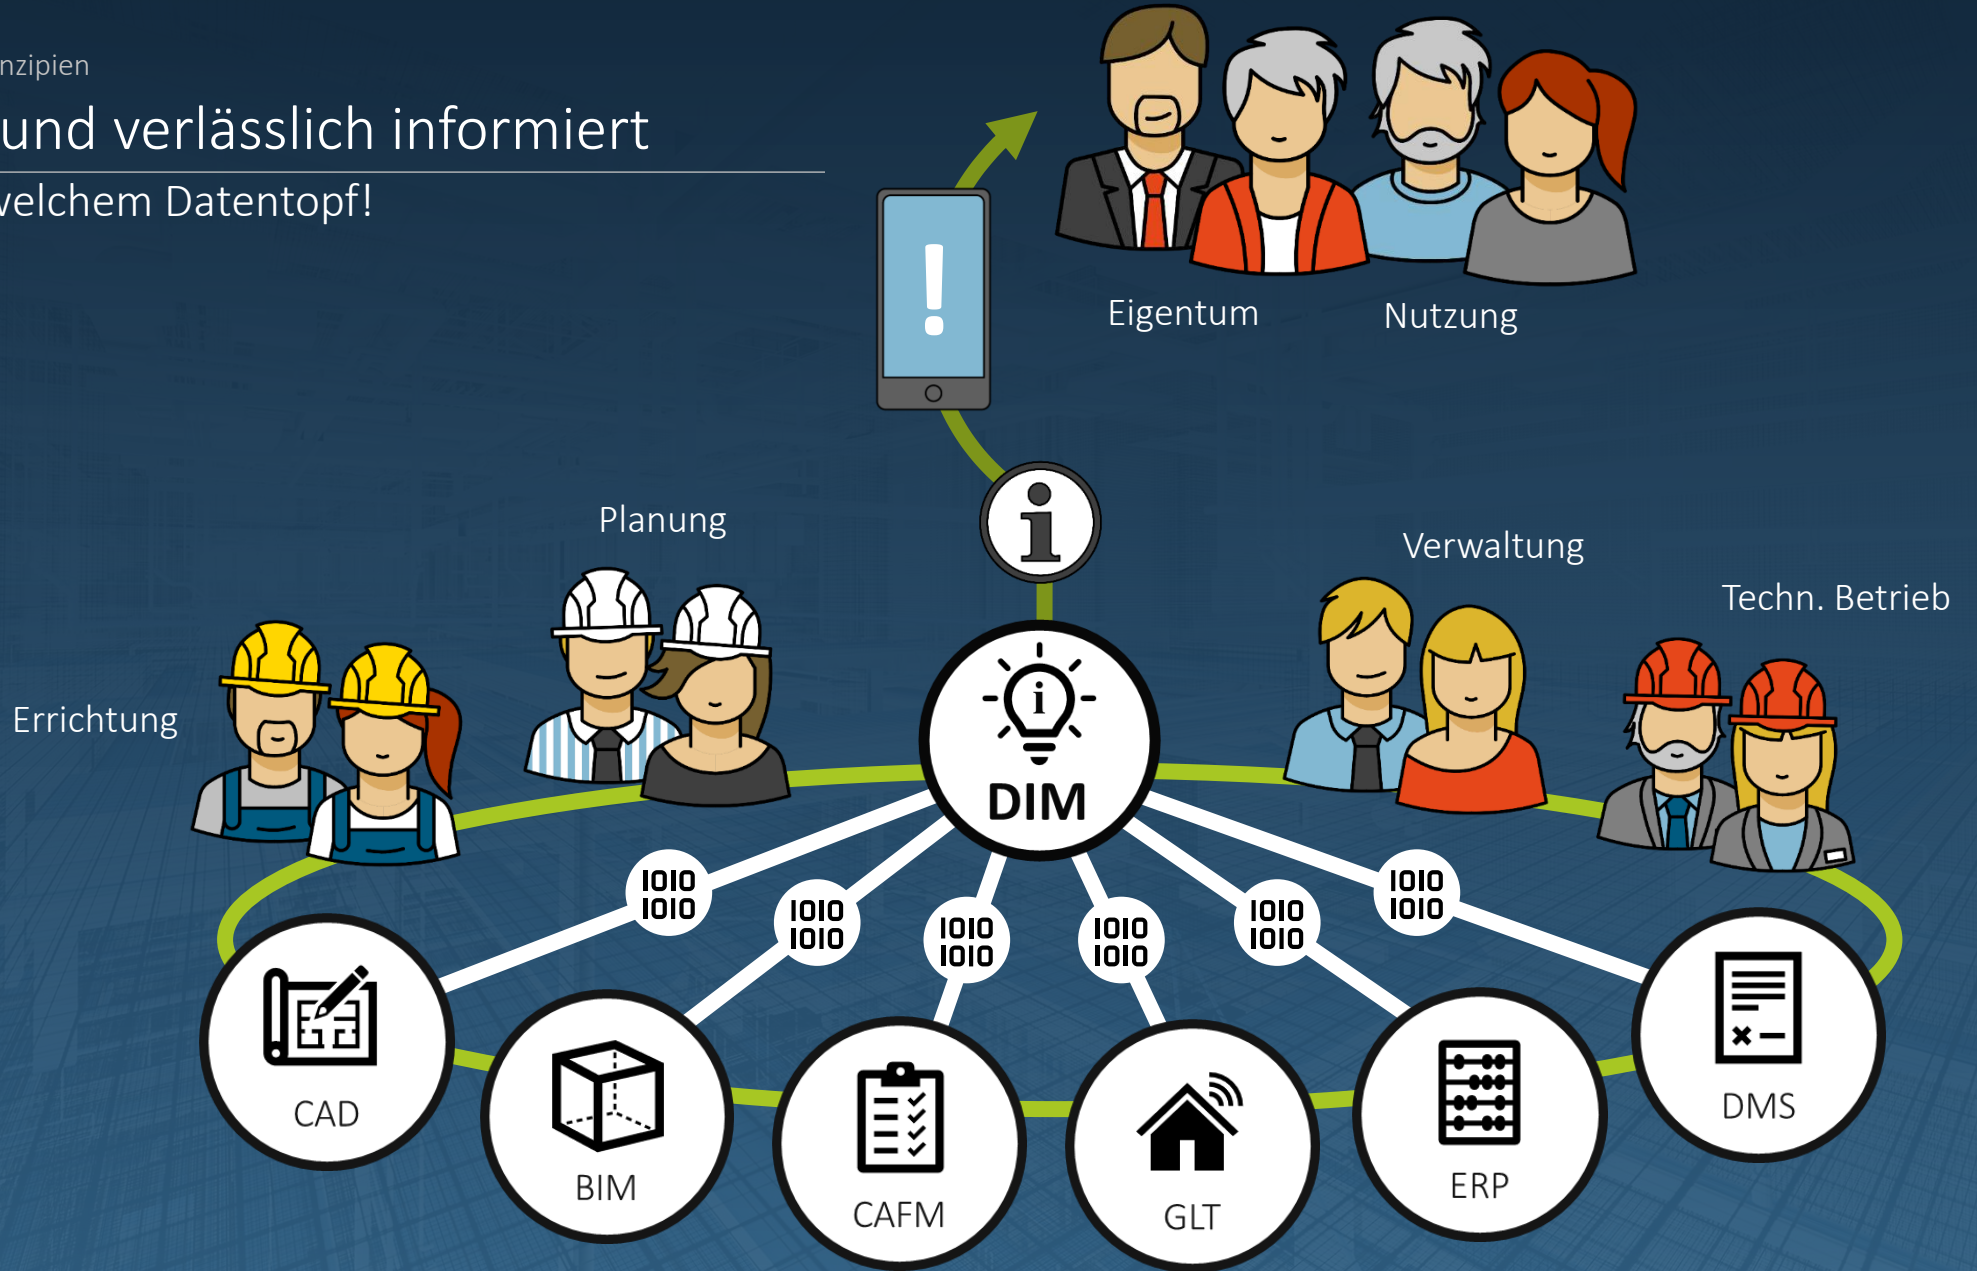 nzipien
und verlässlich informiert
welchem Datentopf!
!
Eigentum
Nutzung
i
Planung
Verwaltung
Techn. Betrieb
Errichtung
i
DIM
1010
1010
1010
1010
1010
1010
1010
1010
1010
1010
1010
1010
CAD
BIM
CAFM
GLT
ERP
DMS